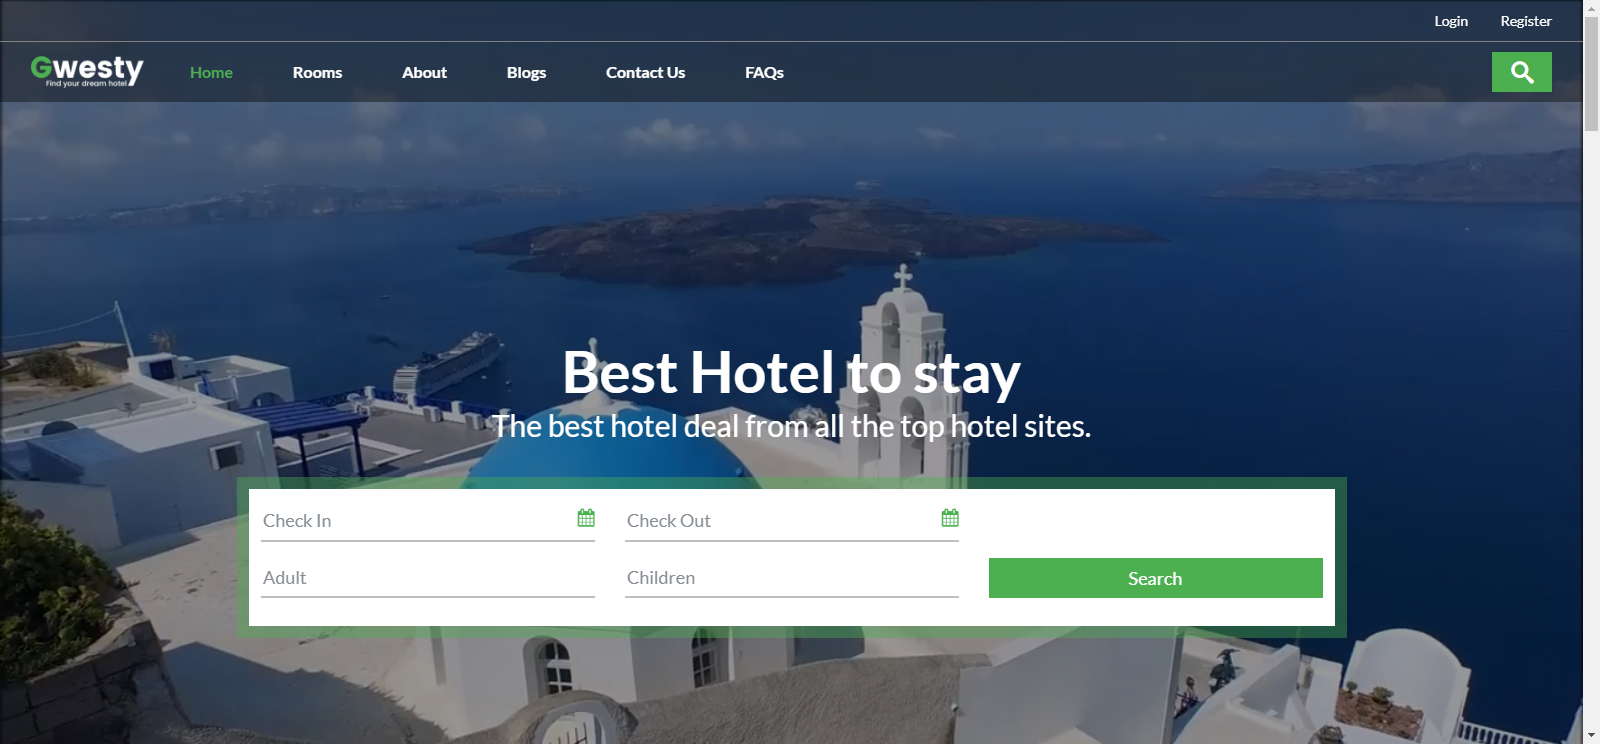 Login Register
Gwesty Home Rooms About Blogs Contact Us FAQs
Find your dream hotel
Best Hotel to stay
The best hotel deal from all the top hotel sites.
Check In Check Out
Adult Children Search